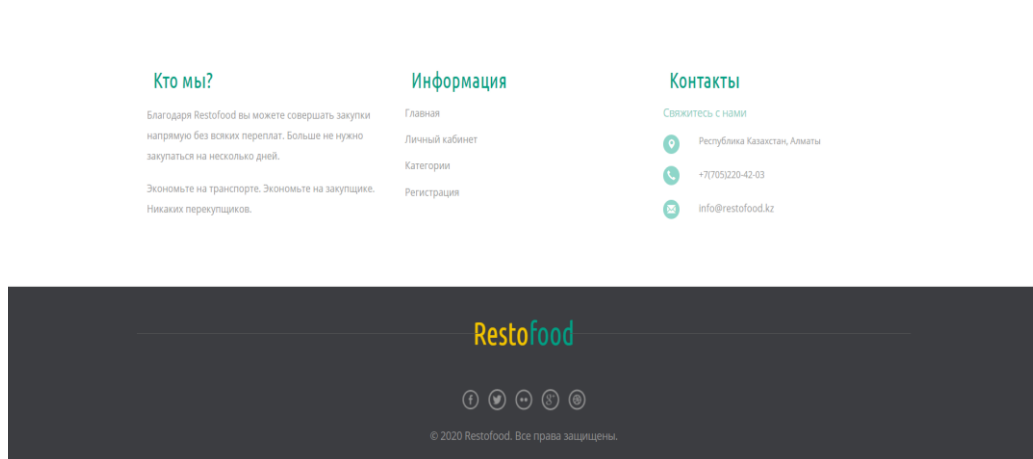 Кто мы?
Благодаря Restofood вы можете совершать закупки
напрямую без всяких переплат. Больше не нужно
закупаться на несколько дней.
Экономьте на транспорте. Экономьте на закупщике.
Никаких перекупщиков.
Информация
Главная
Личный кабинет
Категории
Регистрация
Контакты
Свяжитесь с нами
Республика Казахстан, Алматы
+7(705)220-42-03
info@restofood.kz
Restofood
© 2020 Restofood. Все права защищены.